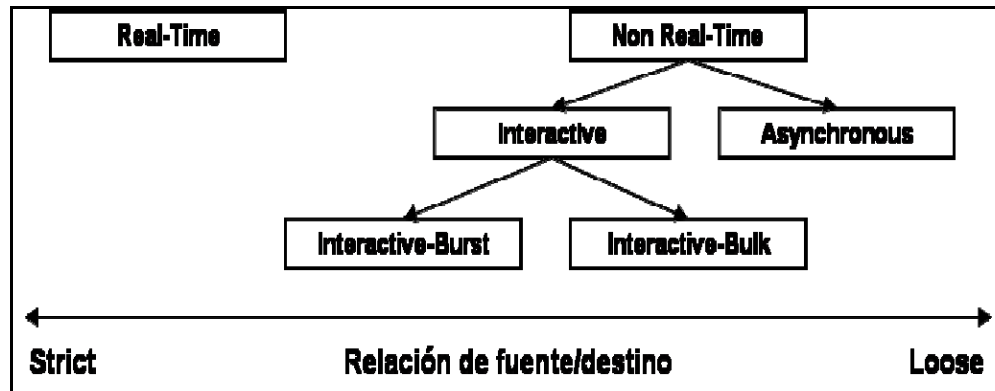 Real-Time
Non Real-Time
Interactive
Asynchronous
Interactive-Burst
Interactive-Bulk
Strict
Relación de fuente/destino
Loose